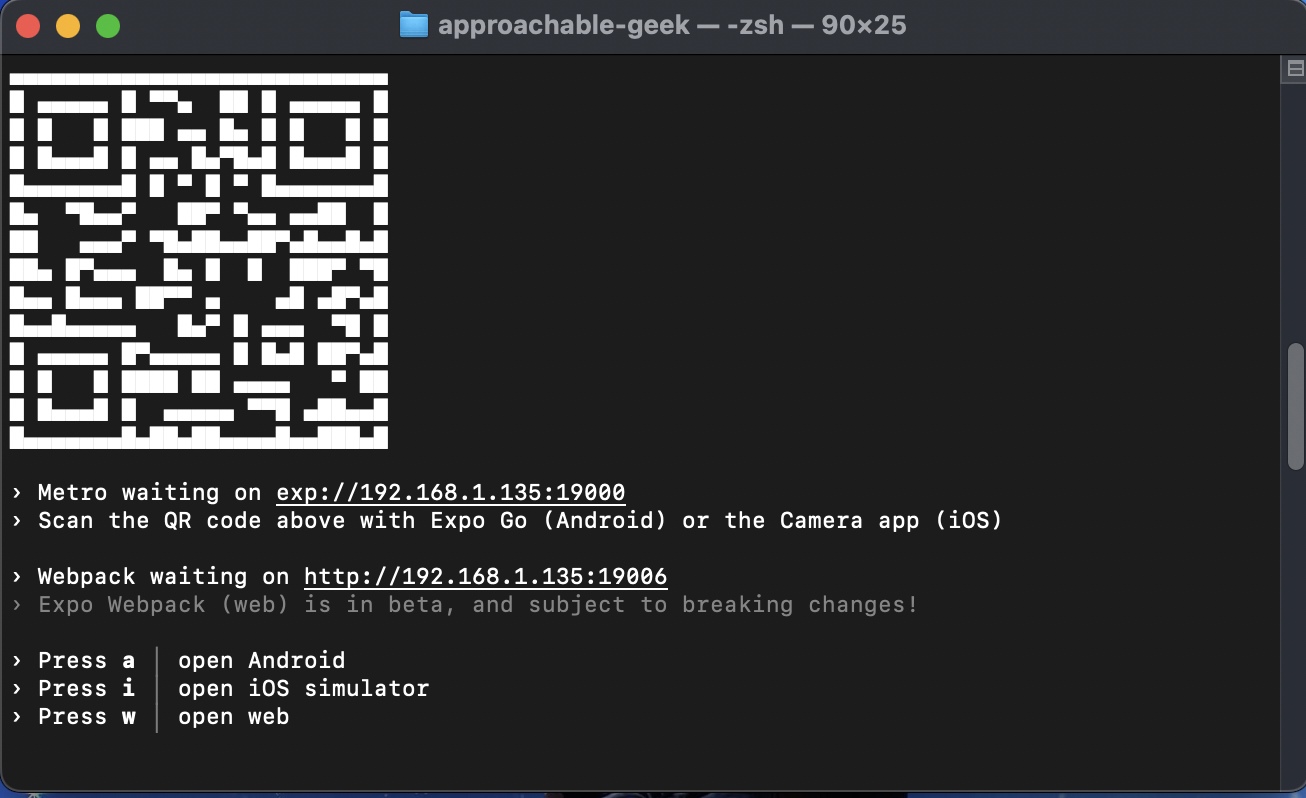 approachable-geek — -zsh — 90×25
› Metro waiting on exp://192.168.1.135:19000
› Scan the QR code above with Expo Go (Android) or the Camera app (iOS)
› Webpack waiting on http://192.168.1.135:19006
› Expo Webpack (web) is in beta, and subject to breaking changes!
› Press a │ open Android
› Press i │ open iOS simulator
› Press w │ open web